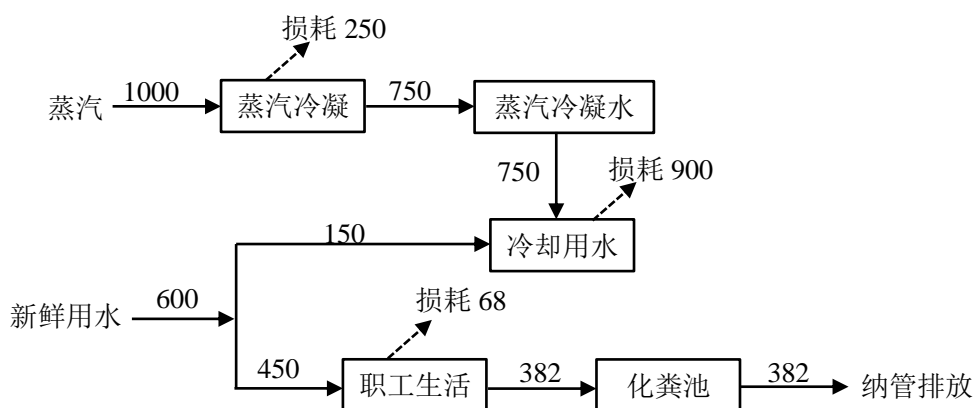 损耗 250
蒸汽 1000 蒸汽冷凝 750 蒸汽冷凝水
750 损耗 900
150 冷却用水
新鲜用水 600 损耗 68
450 职工生活 382 化粪池 382 纳管排放